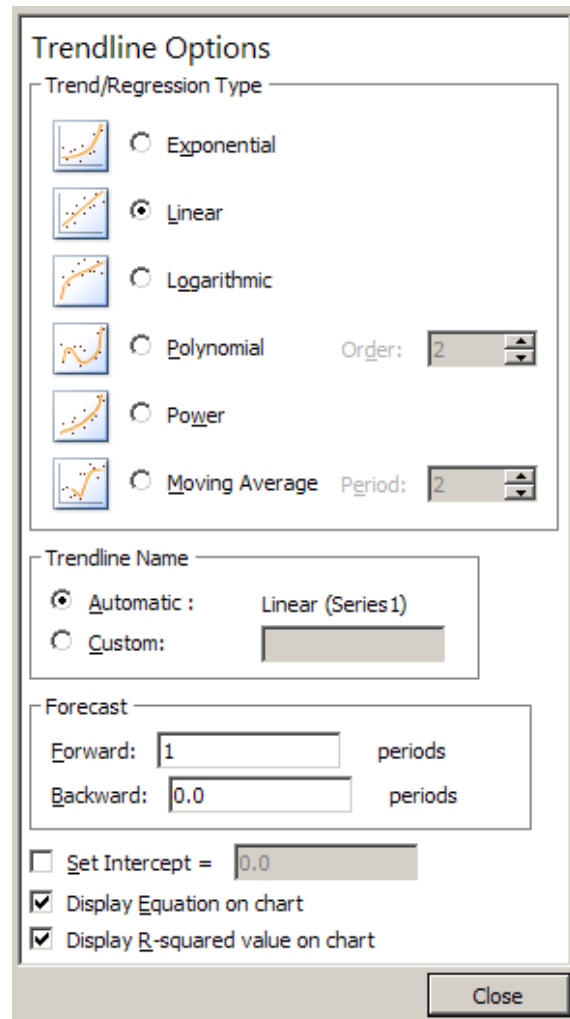 Trendline Options
Trend/Regression Type
Exponential
Linear
Logarithmic
Polynomial Order: 2
Power
Moving Average Period: 2
Trendline Name
Automatic : Linear (Series1)
Custom:
Forecast
Forward: 1 periods
Backward: 0.0 periods
Set Intercept = 0.0
Display Equation on chart
Display R-squared value on chart
Close